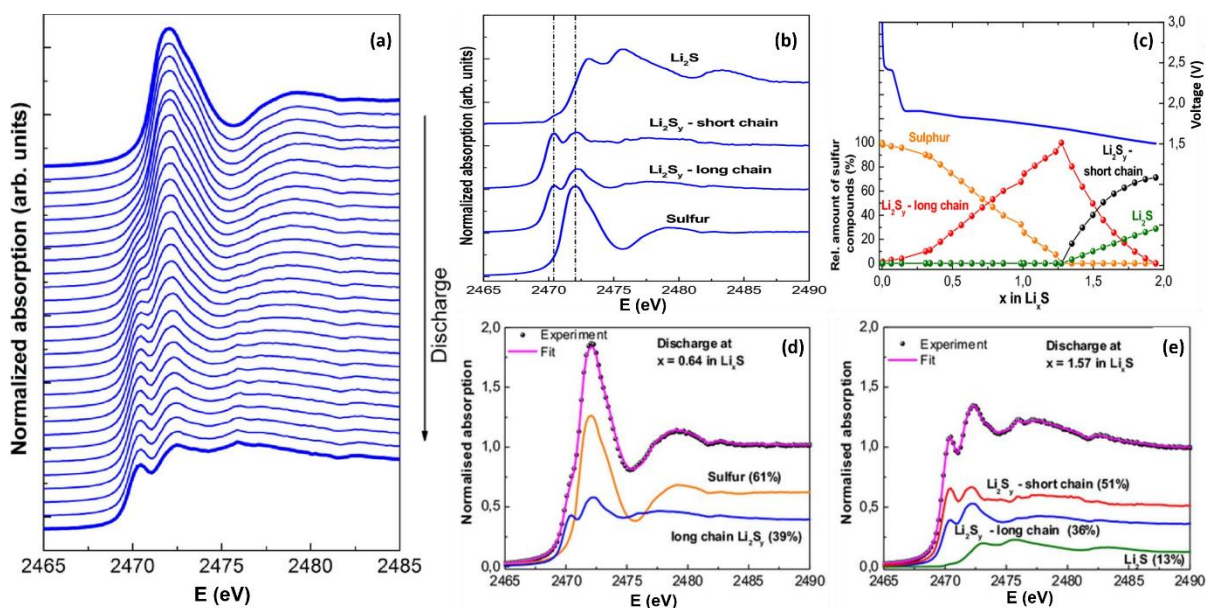 (a)
Normalized absorption (arb. units)
Discharge
2465 2470 2475 2480 2485
E (eV)
(b)
Normalized absorption (arb. units)
Li₂S
Li₂Sy - short chain
Li₂Sy - long chain
Sulfur
2465 2470 2475 2480 2485 2490
E (eV)
(c)
3,0
2,5
2,0
1,5
Voltage (V)
Rel. amount of sulfur
compounds (%)
100
80
60
40
20
0
Sulphur
Li₂Sy - long chain
Li₂Sy -
short chain
Li₂S
0,0 0,5 1,0 1,5 2,0
x in LiₓS
(d)
Normalised absorption
2,0
1,5
1,0
0,5
0,0
Experiment
Fit
Discharge at
x = 0.64 in LiₓS
Sulfur (61%)
long chain Li₂Sy (39%)
2465 2470 2475 2480 2485 2490
E (eV)
(e)
Normalised absorption
2,0
1,5
1,0
0,5
0,0
Experiment
Fit
Discharge at
x = 1.57 in LiₓS
Li₂Sy - short chain (51%)
Li₂Sy - long chain (36%)
Li₂S (13%)
2465 2470 2475 2480 2485 2490
E (eV)